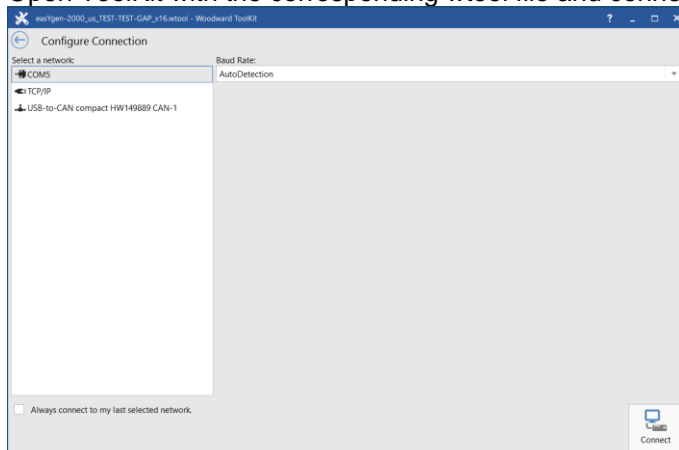 Open ToolKit with the corresponding wtool file and conne
easYgen-2000_us_TEST-TEST-GAP_x16.wtool - Woodward ToolKit
Configure Connection
Select a network:
Baud Rate:
COM5
AutoDetection
TCP/IP
USB-to-CAN compact HW149889 CAN-1
Always connect to my last selected network.
Connect